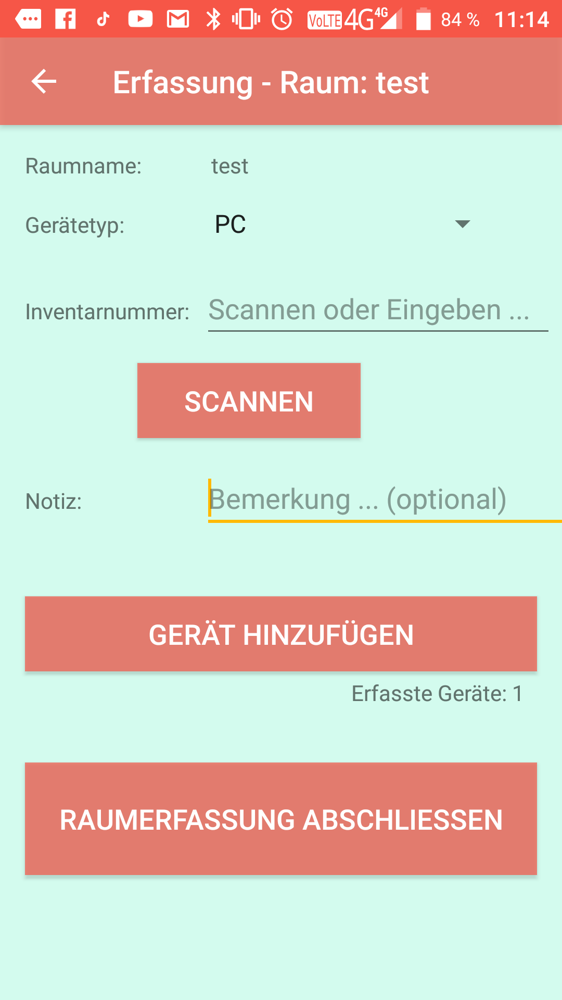 VoLTE 4G 4G 84 % 11:14
Erfassung - Raum: test
Raumname: test
Gerätetyp: PC
Inventarnummer: Scannen oder Eingeben ...
SCANNEN
Notiz: Bemerkung ... (optional)
GERÄT HINZUFÜGEN
Erfasste Geräte: 1
RAUMERFASSUNG ABSCHLIESSEN